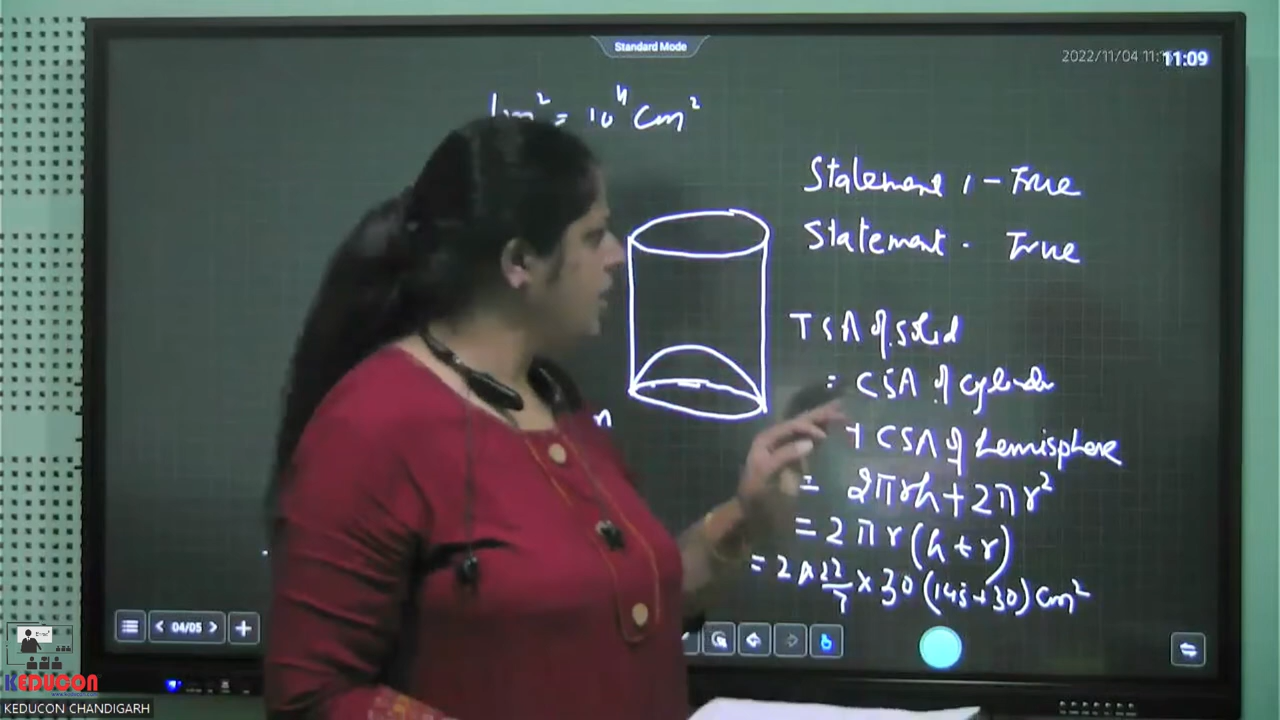 Standard Mode
2022/11/04 11:
11:09
1m² = 10⁴ cm²
Statement 1 - True
Statement - True
TSA of solid
= CSA of cylinder
+ CSA of hemisphere
= 2πrh + 2πr²
= 2πr(h + r)
= 2 × 22/7 × 30 (145 + 30) cm²
04/05
KEDUCON
KEDUCON CHANDIGARH